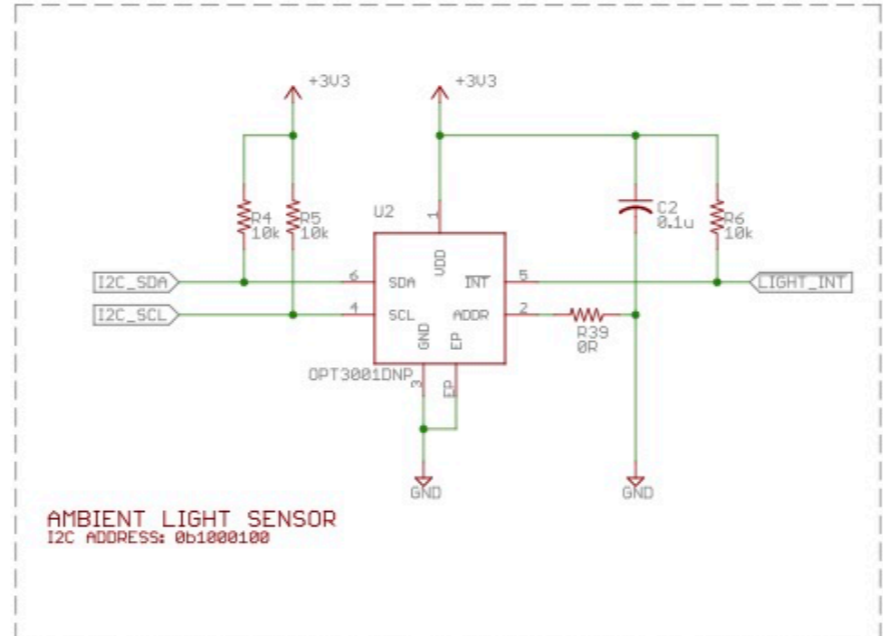 +3V3
+3V3
R4
10k
R5
10k
U2
1
VDD
C2
0.1u
R6
10k
I2C_SDA
6
SDA
INT
5
LIGHT_INT
I2C_SCL
4
SCL
ADDR
2
R39
0R
GND
EP
OPT3001DNP
3
EP
GND
GND
AMBIENT LIGHT SENSOR
I2C ADDRESS: 0b1000100